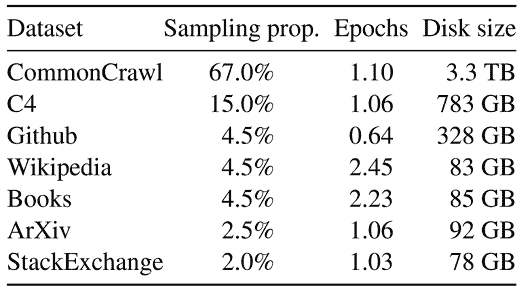 Dataset Sampling prop. Epochs Disk size
CommonCrawl 67.0% 1.10 3.3 TB
C4 15.0% 1.06 783 GB
Github 4.5% 0.64 328 GB
Wikipedia 4.5% 2.45 83 GB
Books 4.5% 2.23 85 GB
ArXiv 2.5% 1.06 92 GB
StackExchange 2.0% 1.03 78 GB